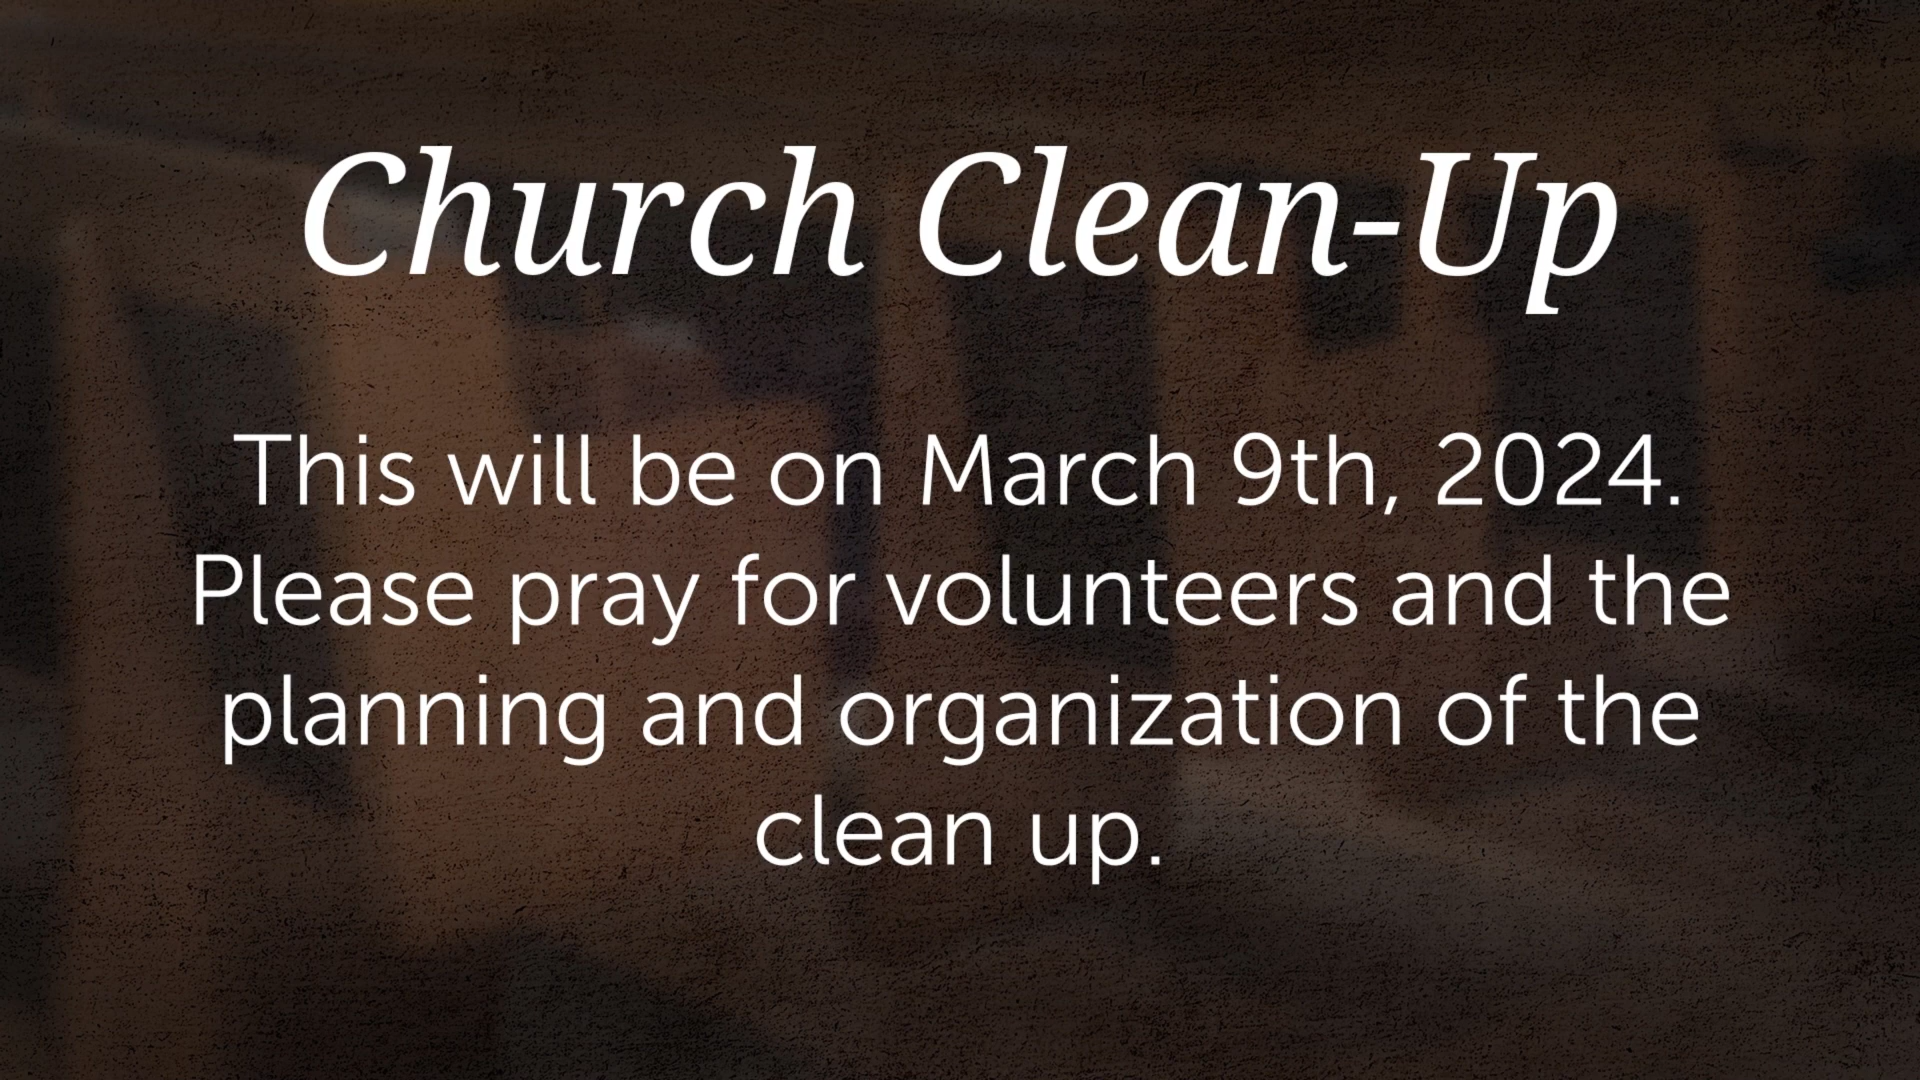 Church Clean-Up
This will be on March 9th, 2024.
Please pray for volunteers and the
planning and organization of the
clean up.